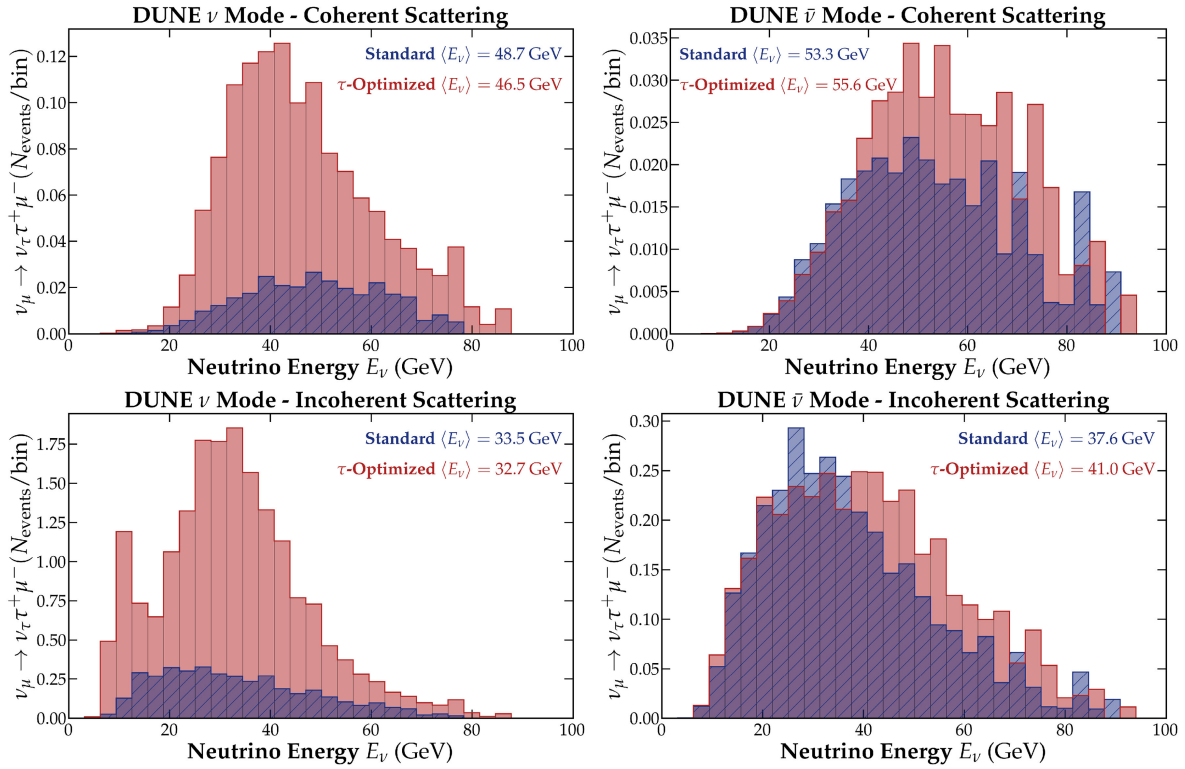 DUNE ν Mode - Coherent Scattering
ν_μ → ν_τ τ⁺ μ⁻ (N_events/bin)
Standard ⟨E_ν⟩ = 48.7 GeV
τ-Optimized ⟨E_ν⟩ = 46.5 GeV
0.12
0.10
0.08
0.06
0.04
0.02
0.00
0 20 40 60 80 100
Neutrino Energy E_ν (GeV)
DUNE ν̄ Mode - Coherent Scattering
ν_μ → ν_τ τ⁺ μ⁻ (N_events/bin)
Standard ⟨E_ν⟩ = 53.3 GeV
τ-Optimized ⟨E_ν⟩ = 55.6 GeV
0.035
0.030
0.025
0.020
0.015
0.010
0.005
0.000
0 20 40 60 80 100
Neutrino Energy E_ν (GeV)
DUNE ν Mode - Incoherent Scattering
ν_μ → ν_τ τ⁺ μ⁻ (N_events/bin)
Standard ⟨E_ν⟩ = 33.5 GeV
τ-Optimized ⟨E_ν⟩ = 32.7 GeV
1.75
1.50
1.25
1.00
0.75
0.50
0.25
0.00
0 20 40 60 80 100
Neutrino Energy E_ν (GeV)
DUNE ν̄ Mode - Incoherent Scattering
ν_μ → ν_τ τ⁺ μ⁻ (N_events/bin)
Standard ⟨E_ν⟩ = 37.6 GeV
τ-Optimized ⟨E_ν⟩ = 41.0 GeV
0.30
0.25
0.20
0.15
0.10
0.05
0.00
0 20 40 60 80 100
Neutrino Energy E_ν (GeV)